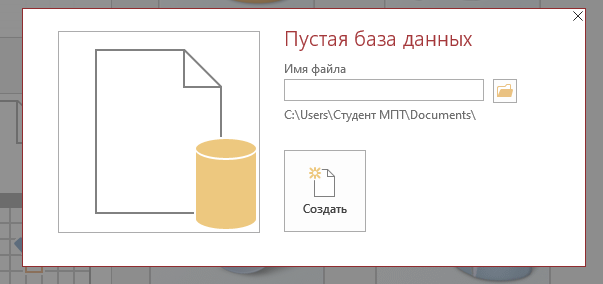 Пустая база данных
Имя файла
C:\Users\Студент МПТ\Documents\
Создать